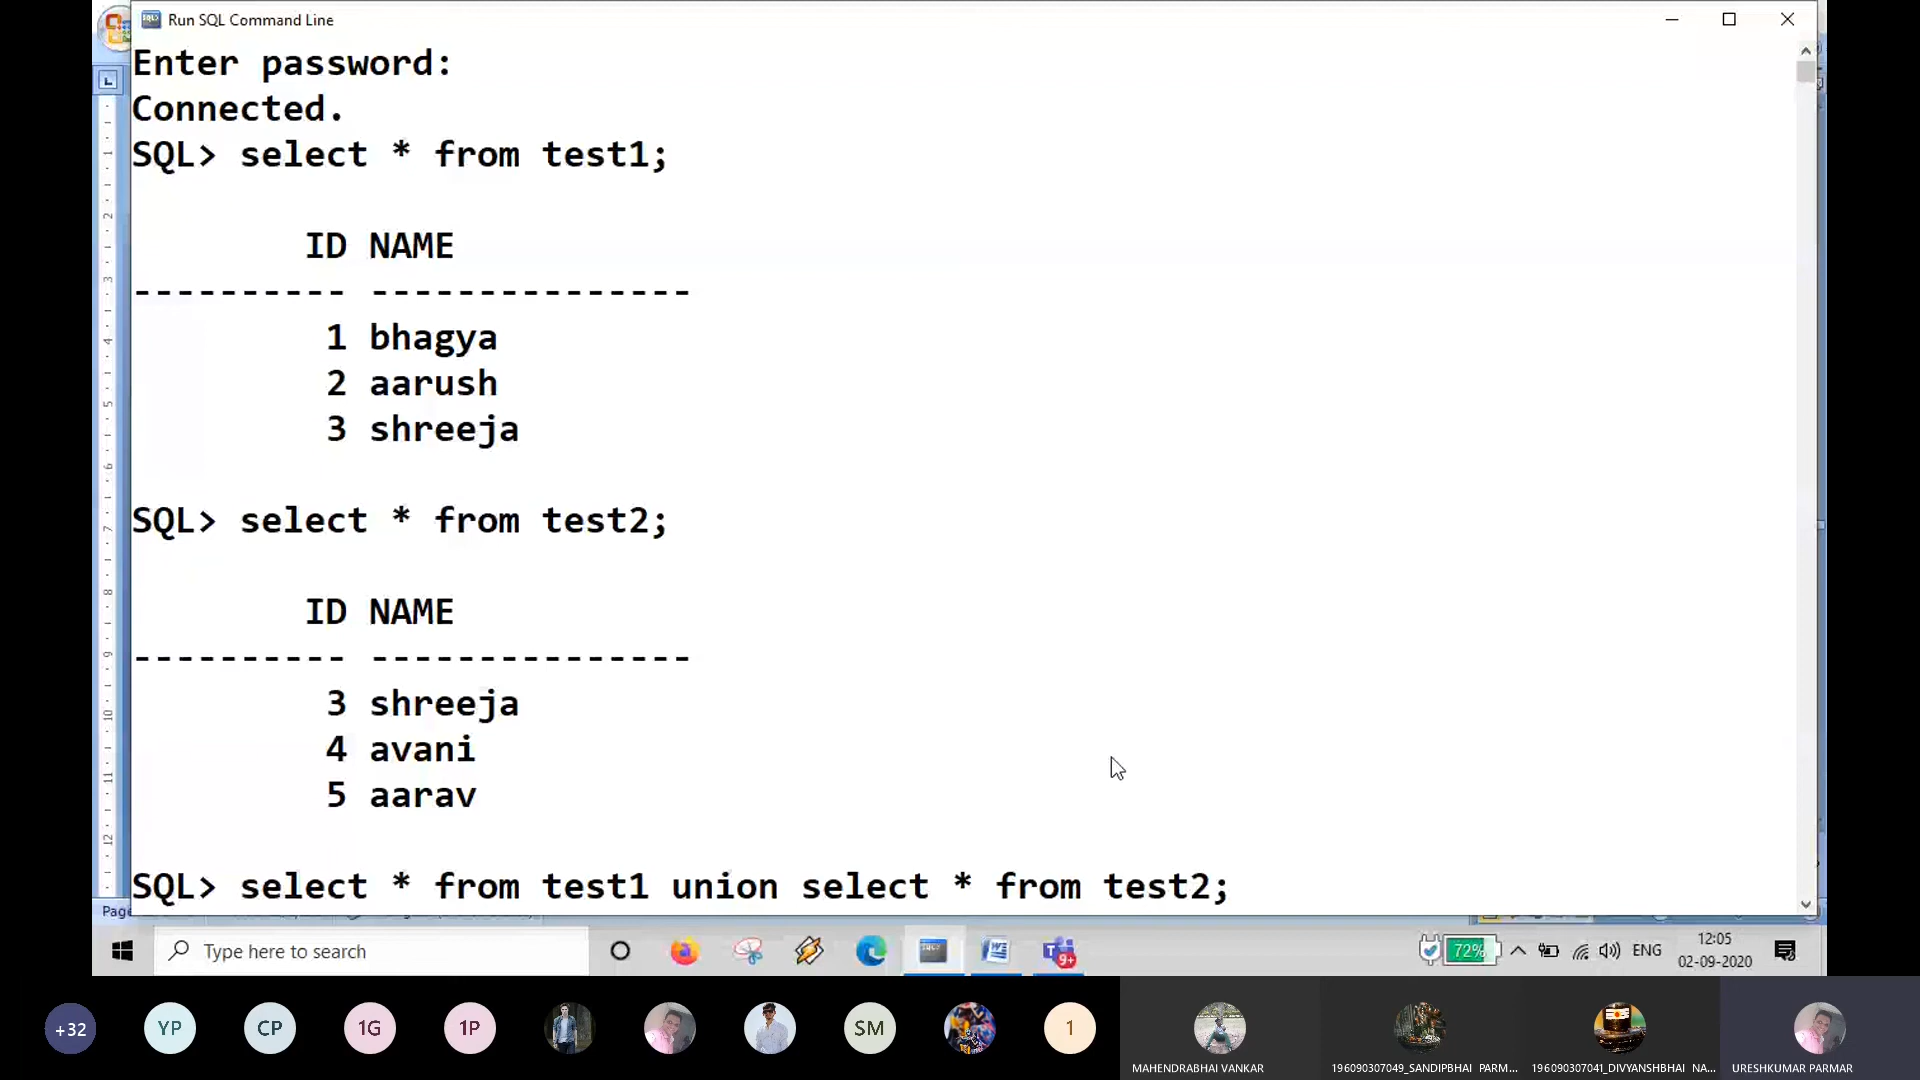 Run SQL Command Line
Enter password:
Connected.
SQL> select * from test1;
ID NAME
---------- ---------------
1 bhagya
2 aarush
3 shreeja
SQL> select * from test2;
ID NAME
---------- ---------------
3 shreeja
4 avani
5 aarav
SQL> select * from test1 union select * from test2;
Page
Type here to search
9+
72%
ENG
12:05
02-09-2020
+32
YP
CP
1G
1P
SM
1
MAHENDRABHAI VANKAR
196090307049_SANDIPBHAI PARM...
196090307041_DIVYANSHBHAI NA...
URESHKUMAR PARMAR